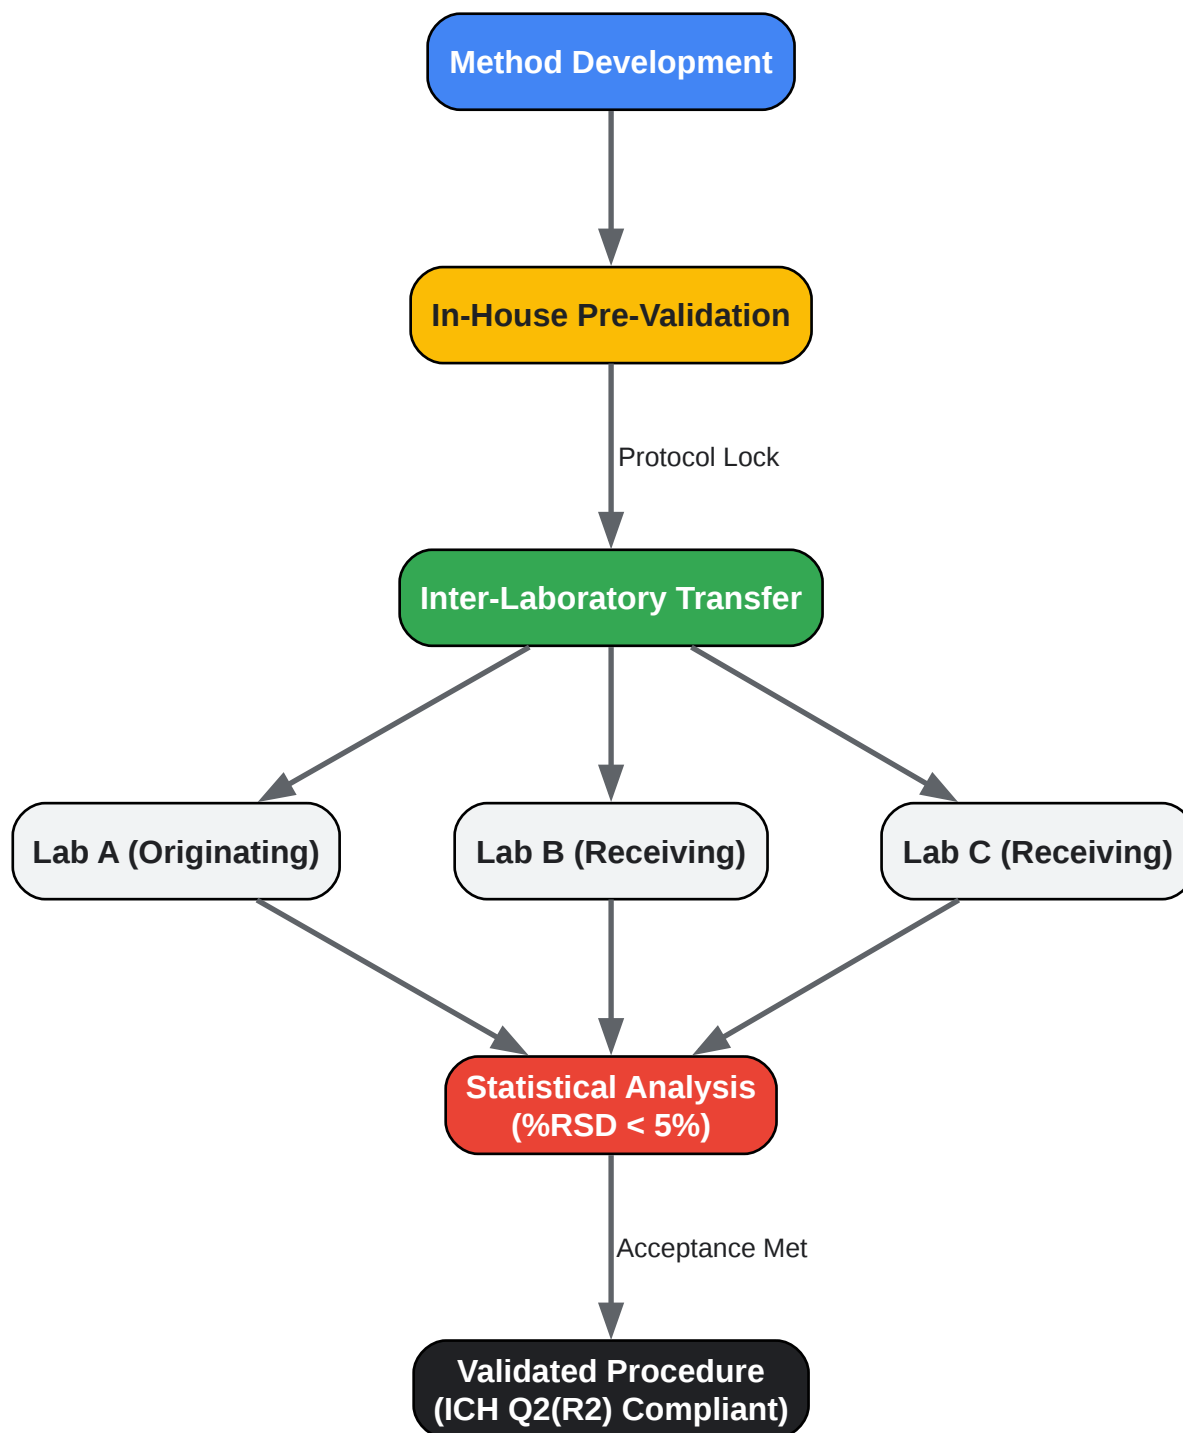 Method Development
In-House Pre-Validation
Protocol Lock
Inter-Laboratory Transfer
Lab A (Originating)
Lab B (Receiving)
Lab C (Receiving)
Statistical Analysis
(%RSD < 5%)
Acceptance Met
Validated Procedure
(ICH Q2(R2) Compliant)